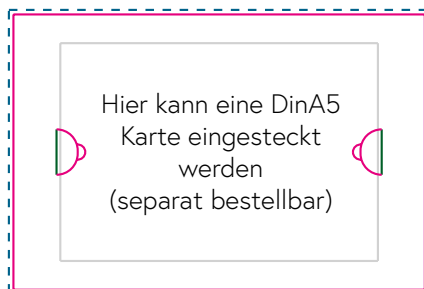 Hier kann eine DinA5
Karte eingesteckt
werden
(separat bestellbar)